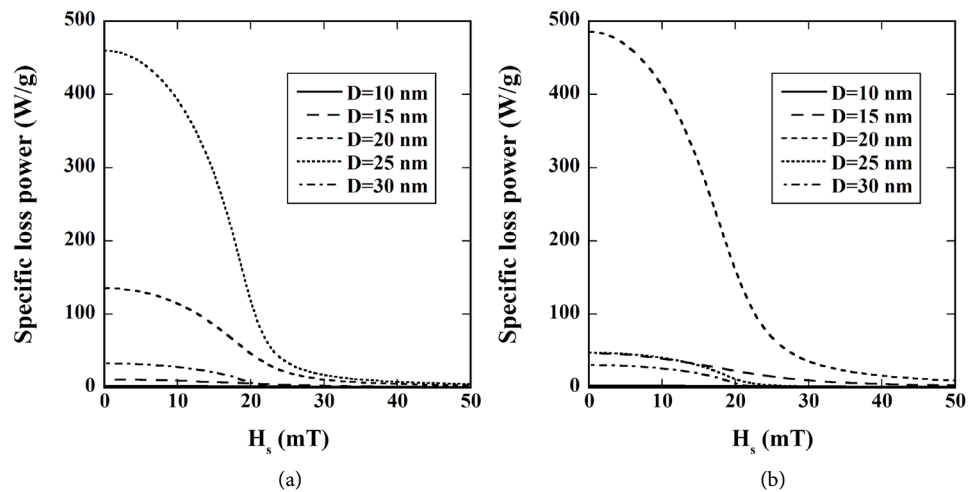 500
400
300
200
100
0
Specific loss power (W/g)
D=10 nm
D=15 nm
D=20 nm
D=25 nm
D=30 nm
0 10 20 30 40 50
H_s (mT)
(a)
500
400
300
200
100
0
Specific loss power (W/g)
D=10 nm
D=15 nm
D=20 nm
D=25 nm
D=30 nm
0 10 20 30 40 50
H_s (mT)
(b)